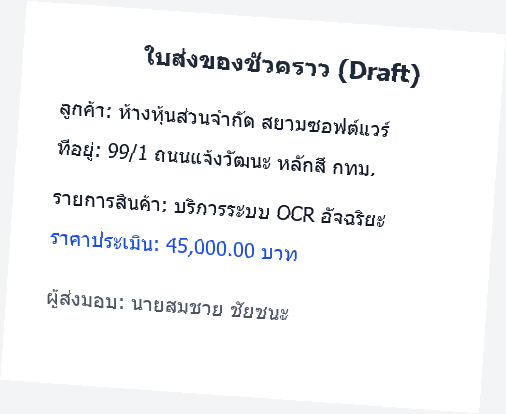 ใบส่งของชั่วคราว (Draft)
ลูกค้า: ห้างหุ้นส่วนจำกัด สยามซอฟต์แวร์
ที่อยู่: 99/1 ถนนแจ้งวัฒนะ หลักสี่ กทม.
รายการสินค้า: บริการระบบ OCR อัจฉริยะ
ราคาประเมิน: 45,000.00 บาท
ผู้ส่งมอบ: นายสมชาย ชัยชนะ